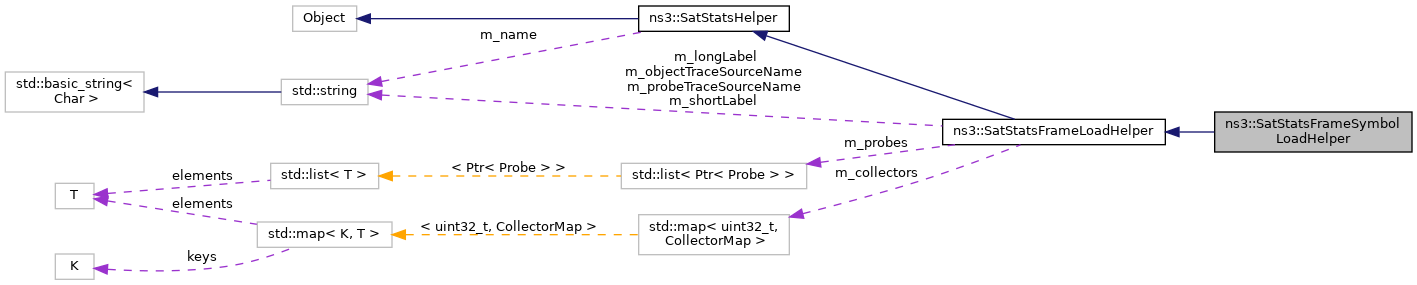 Object
ns3::SatStatsHelper
m_name
std::basic_string<
Char >
std::string
m_longLabel
m_objectTraceSourceName
m_probeTraceSourceName
m_shortLabel
ns3::SatStatsFrameLoadHelper
ns3::SatStatsFrameSymbol
LoadHelper
m_probes
< Ptr< Probe > >
std::list< T >
std::list< Ptr< Probe > >
elements
m_collectors
T
elements
< uint32_t, CollectorMap >
std::map< K, T >
std::map< uint32_t,
CollectorMap >
keys
K